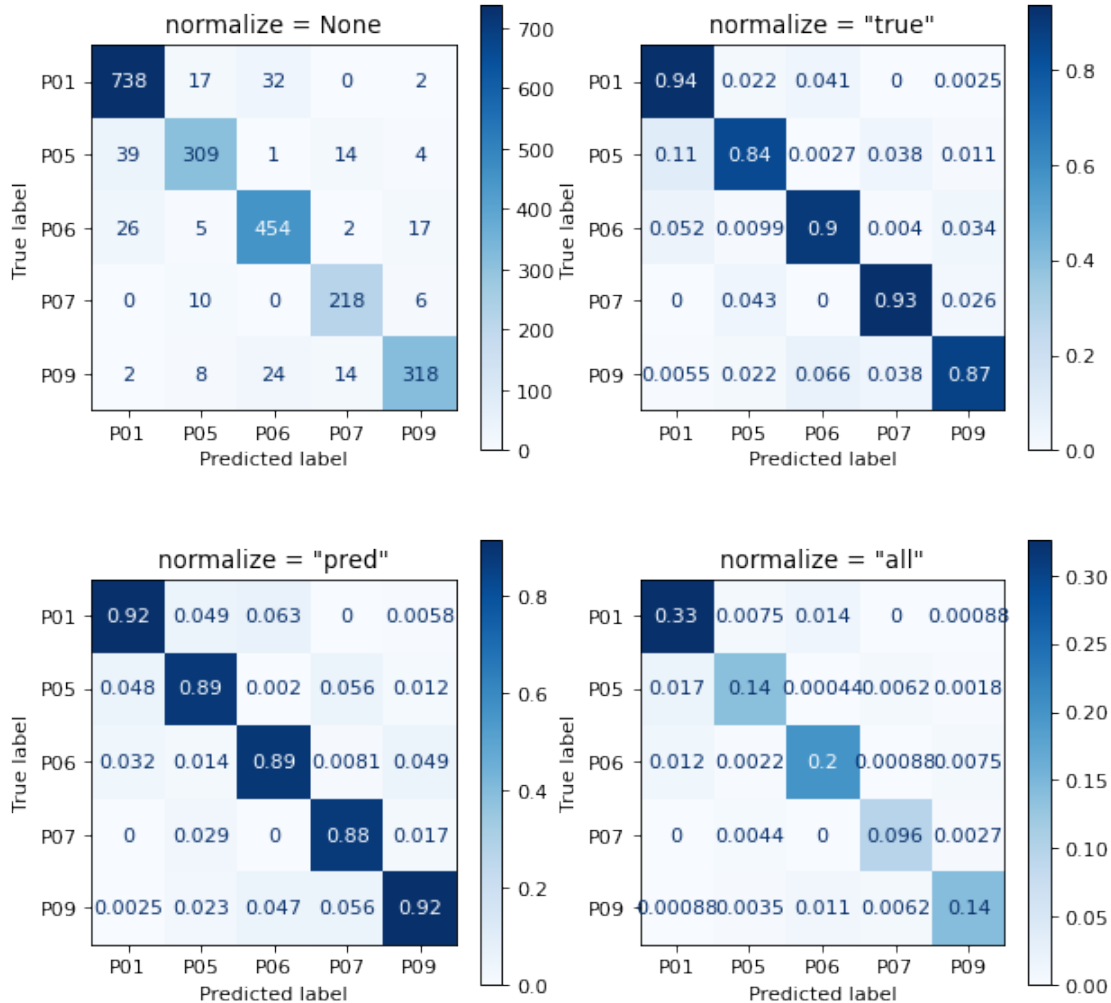 normalize = None
P01 738 17 32 0 2
P05 39 309 1 14 4
P06 26 5 454 2 17
P07 0 10 0 218 6
P09 2 8 24 14 318
P01 P05 P06 P07 P09
Predicted label
True label
700
600
500
400
300
200
100
0
normalize = "true"
P01 0.94 0.022 0.041 0 0.0025
P05 0.11 0.84 0.0027 0.038 0.011
P06 0.052 0.0099 0.9 0.004 0.034
P07 0 0.043 0 0.93 0.026
P09 0.0055 0.022 0.066 0.038 0.87
P01 P05 P06 P07 P09
Predicted label
True label
0.8
0.6
0.4
0.2
0.0
normalize = "pred"
P01 0.92 0.049 0.063 0 0.0058
P05 0.048 0.89 0.002 0.056 0.012
P06 0.032 0.014 0.89 0.0081 0.049
P07 0 0.029 0 0.88 0.017
P09 0.0025 0.023 0.047 0.056 0.92
P01 P05 P06 P07 P09
Predicted label
True label
0.8
0.6
0.4
0.2
0.0
normalize = "all"
P01 0.33 0.0075 0.014 0 0.00088
P05 0.017 0.14 0.00044 0.0062 0.0018
P06 0.012 0.0022 0.2 0.00088 0.0075
P07 0 0.0044 0 0.096 0.0027
P09 0.00088 0.0035 0.011 0.0062 0.14
P01 P05 P06 P07 P09
Predicted label
True label
0.30
0.25
0.20
0.15
0.10
0.05
0.00